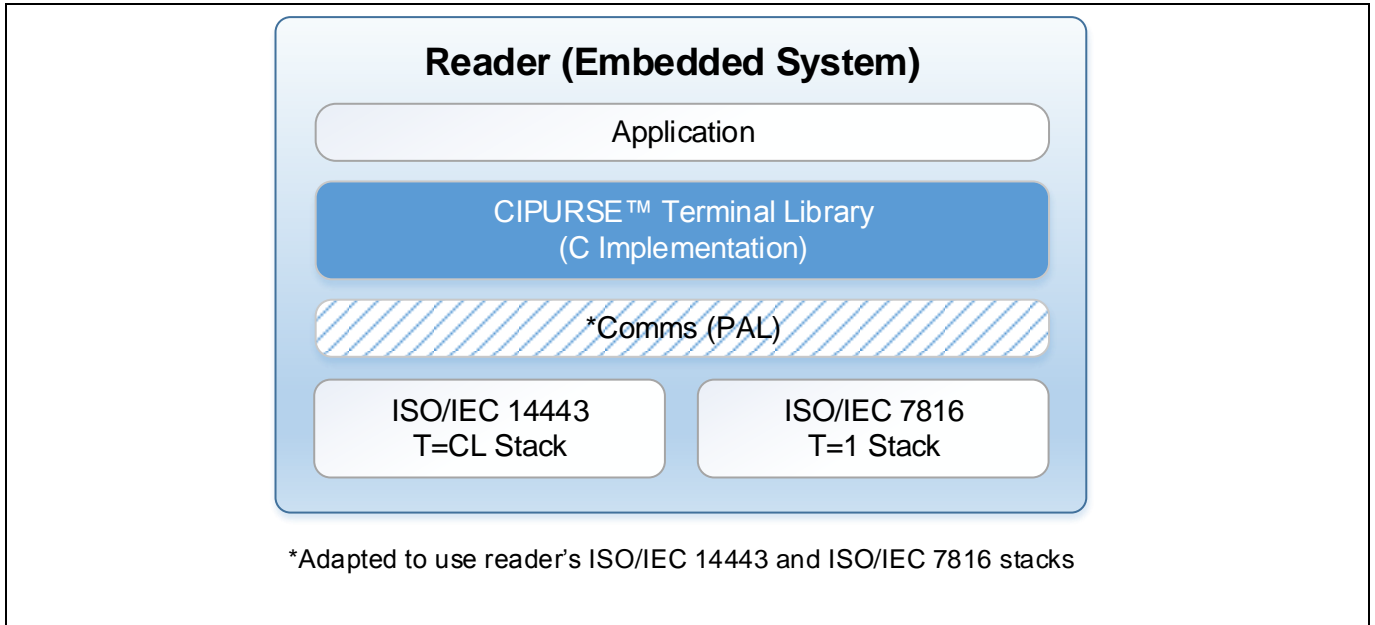 Reader (Embedded System)
Application
CIPURSE™ Terminal Library
(C Implementation)
*Comms (PAL)
ISO/IEC 14443
T=CL Stack
ISO/IEC 7816
T=1 Stack
*Adapted to use reader's ISO/IEC 14443 and ISO/IEC 7816 stacks